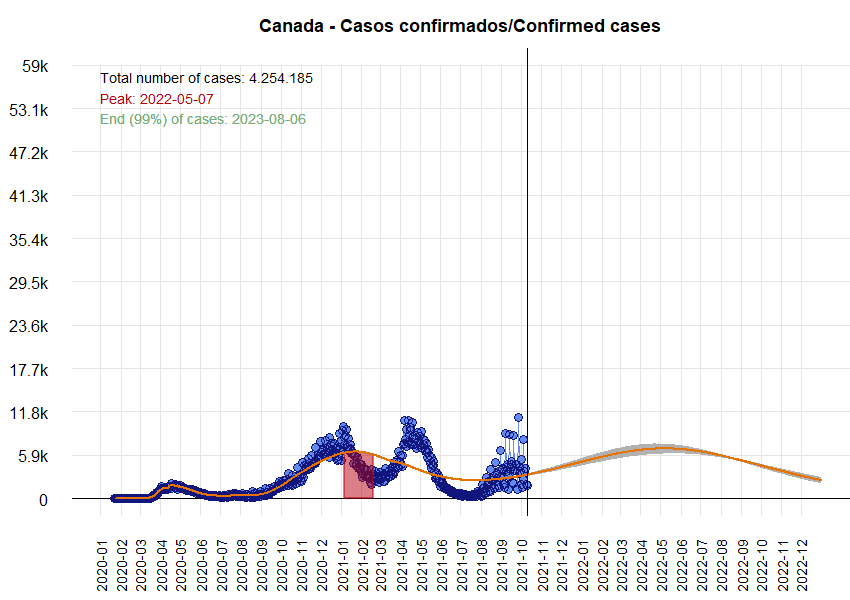 Canada - Casos confirmados/Confirmed cases
59k
Total number of cases: 4.254.185
Peak: 2022-05-07
End (99%) of cases: 2023-08-06
53.1k
47.2k
41.3k
35.4k
29.5k
23.6k
17.7k
11.8k
5.9k
0
2020-01
2020-02
2020-03
2020-04
2020-05
2020-06
2020-07
2020-08
2020-09
2020-10
2020-11
2020-12
2021-01
2021-02
2021-03
2021-04
2021-05
2021-06
2021-07
2021-08
2021-09
2021-10
2021-11
2021-12
2022-01
2022-02
2022-03
2022-04
2022-05
2022-06
2022-07
2022-08
2022-09
2022-10
2022-11
2022-12